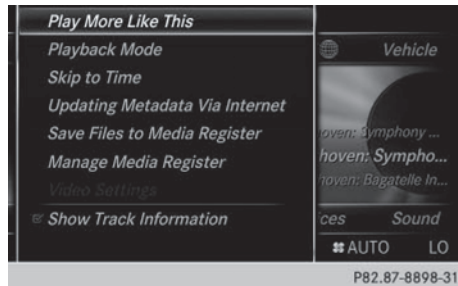 Play More Like This
Playback Mode
Vehicle
Skip to Time
Updating Metadata Via Internet
Save Files to Media Register
oven: Symphony ...
Manage Media Register
hoven: Sympho...
Video Settings
hoven: Bagatelle In...
Show Track Information
ces
Sound
AUTO
LO
P82.87-8898-31